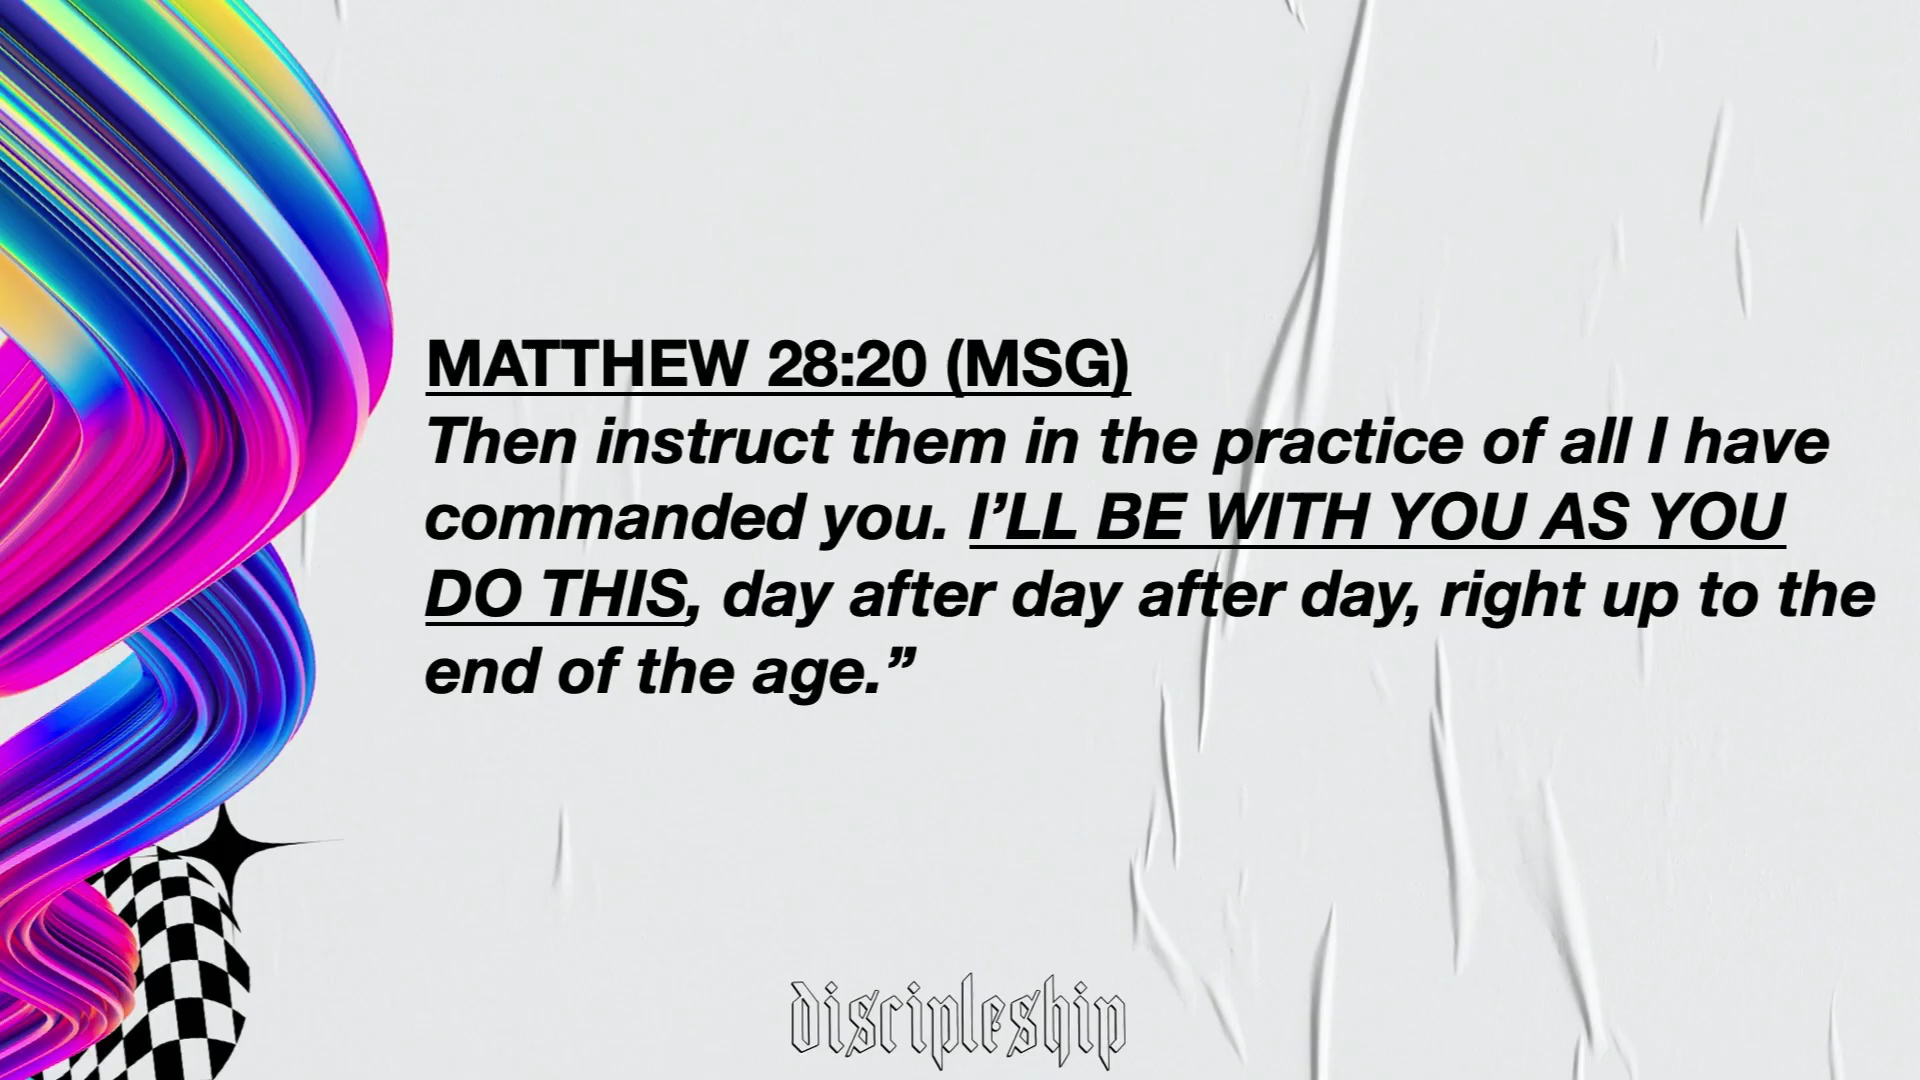 MATTHEW 28:20 (MSG)
Then instruct them in the practice of all I have
commanded you. I’LL BE WITH YOU AS YOU
DO THIS, day after day after day, right up to the
end of the age.”
discipleship